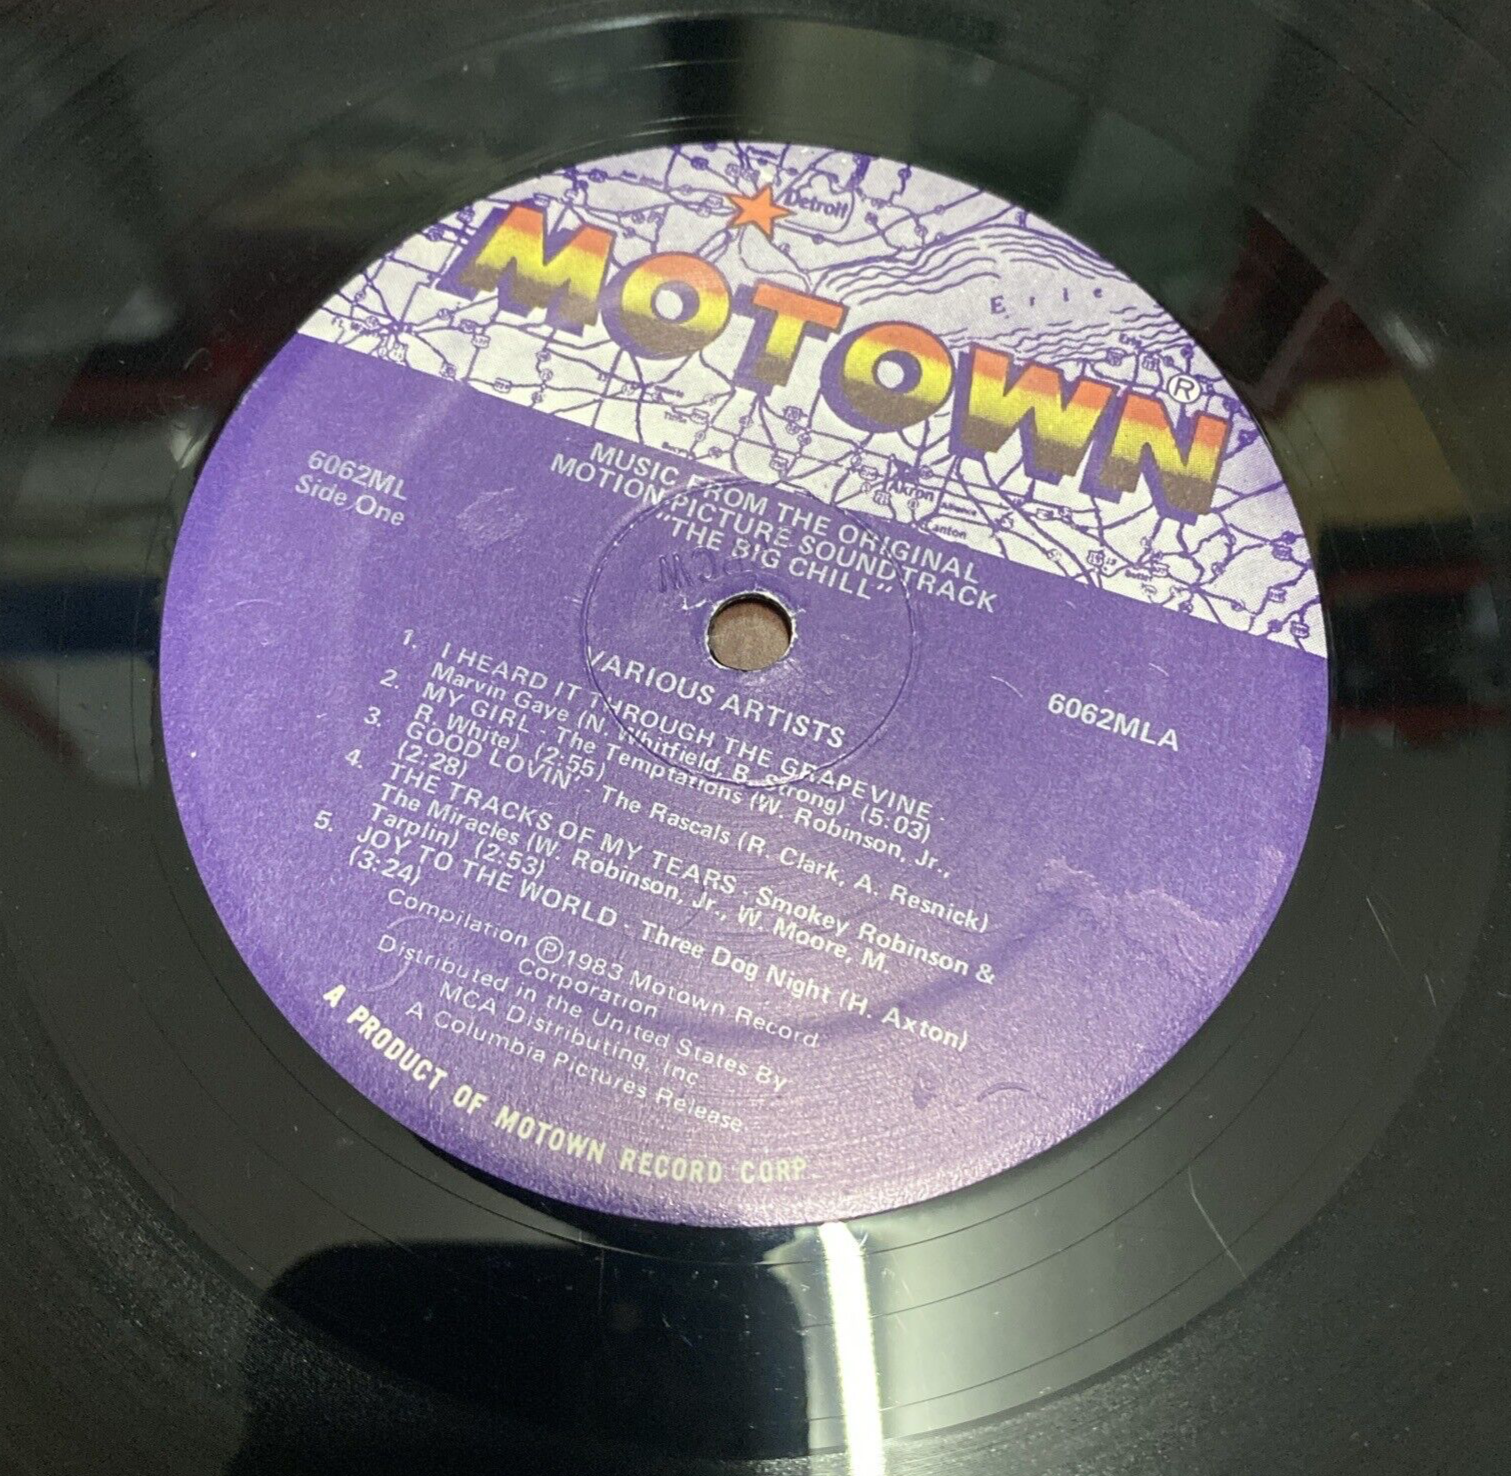 Detroit
Erie
MOTOWN®
Erie
Akron
Alliance
Canton
6062ML
Side One
MUSIC FROM THE ORIGINAL
MOTION PICTURE SOUNDTRACK
"THE BIG CHILL"
VARIOUS ARTISTS
6062MLA
1. I HEARD IT THROUGH THE GRAPEVINE -
Marvin Gaye (N. Whitfield, B. Strong) (5:03)
2. MY GIRL - The Temptations (W. Robinson, Jr.,
R. White) (2:55)
3. GOOD LOVIN' - The Rascals (R. Clark, A. Resnick)
(2:28)
4. THE TRACKS OF MY TEARS - Smokey Robinson &
The Miracles (W. Robinson, Jr., W. Moore, M.
Tarplin) (2:53)
5. JOY TO THE WORLD - Three Dog Night (H. Axton)
(3:24)
Compilation Ⓟ1983 Motown Record
Corporation
Distributed in the United States By
MCA Distributing, Inc
A Columbia Pictures Release
A PRODUCT OF MOTOWN RECORD CORP.